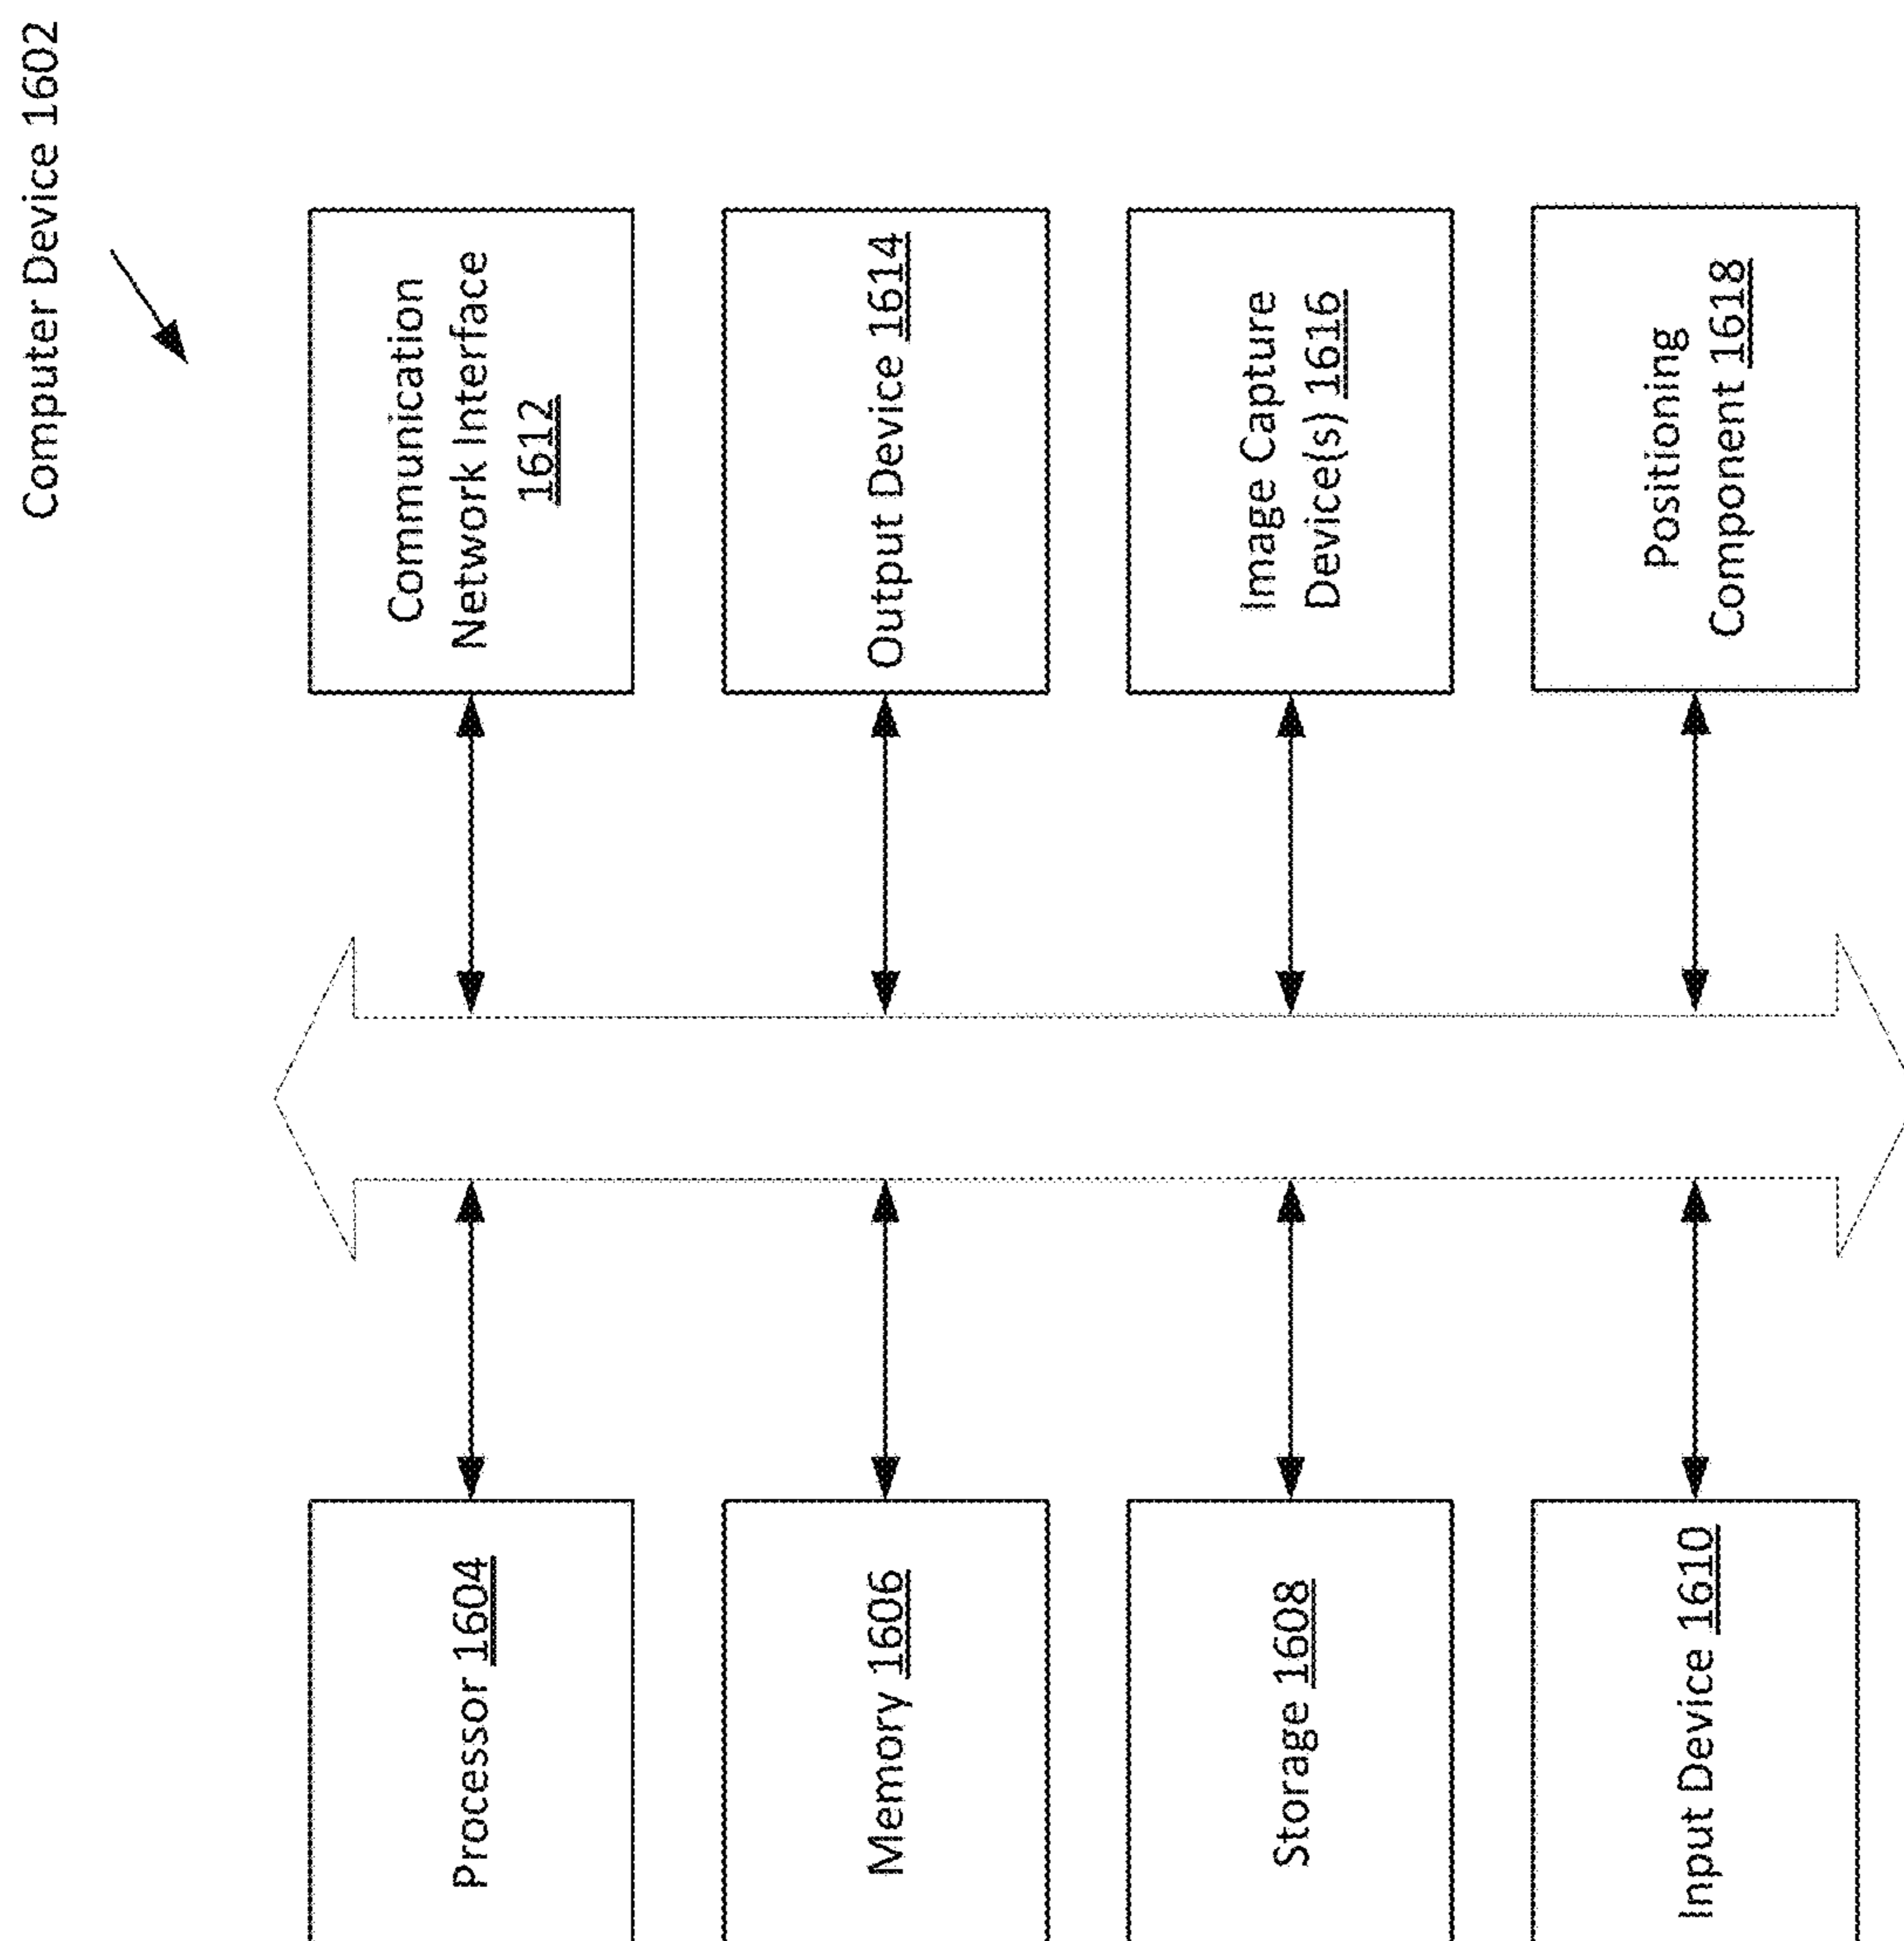 Computer Device 1602
Processor 1604
Communication
Network Interface
1612
Memory 1606
Output Device 1614
Storage 1608
Image Capture
Device(s) 1616
Input Device 1610
Positioning
Component 1618